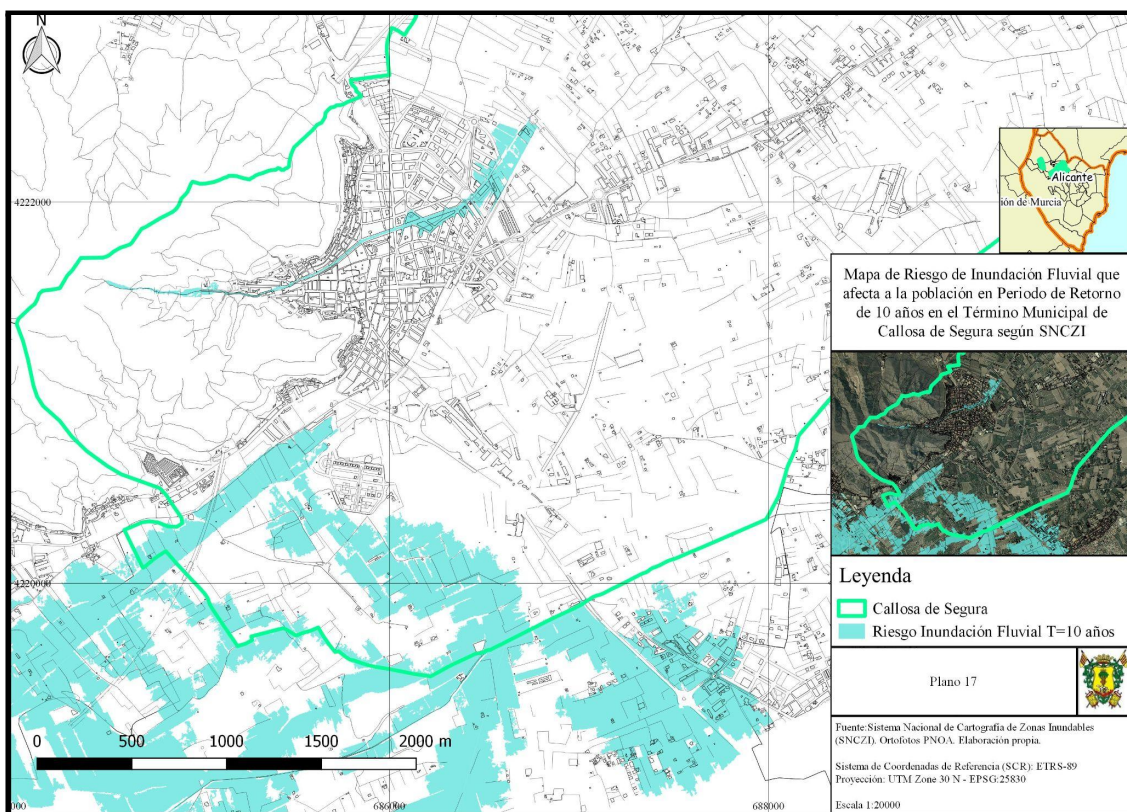 N
4222000
4220000
686000
688000
0 500 1000 1500 2000 m
Alicante
ión de Murcia
Mapa de Riesgo de Inundación Fluvial que
afecta a la población en Periodo de Retorno
de 10 años en el Término Municipal de
Callosa de Segura según SNCZI
Leyenda
Callosa de Segura
Riesgo Inundación Fluvial T=10 años
Plano 17
Fuente:Sistema Nacional de Cartografía de Zonas Inundables
(SNCZI). Ortofotos PNOA. Elaboración propia.
Sistema de Coordenadas de Referencia (SCR): ETRS-89
Proyección: UTM Zone 30 N - EPSG:25830
Escala 1:20000